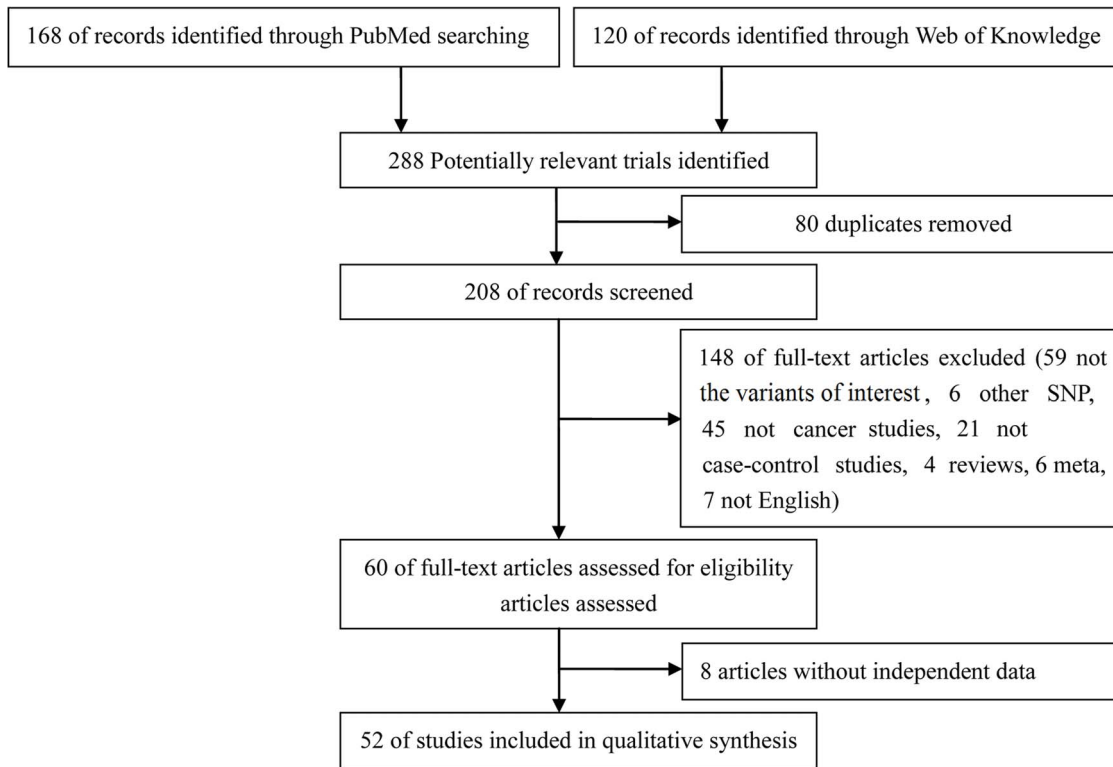 168 of records identified through PubMed searching
120 of records identified through Web of Knowledge
288 Potentially relevant trials identified
80 duplicates removed
208 of records screened
148 of full-text articles excluded (59 not
the variants of interest , 6 other SNP,
45 not cancer studies, 21 not
case-control studies, 4 reviews, 6 meta,
7 not English)
60 of full-text articles assessed for eligibility
articles assessed
8 articles without independent data
52 of studies included in qualitative synthesis